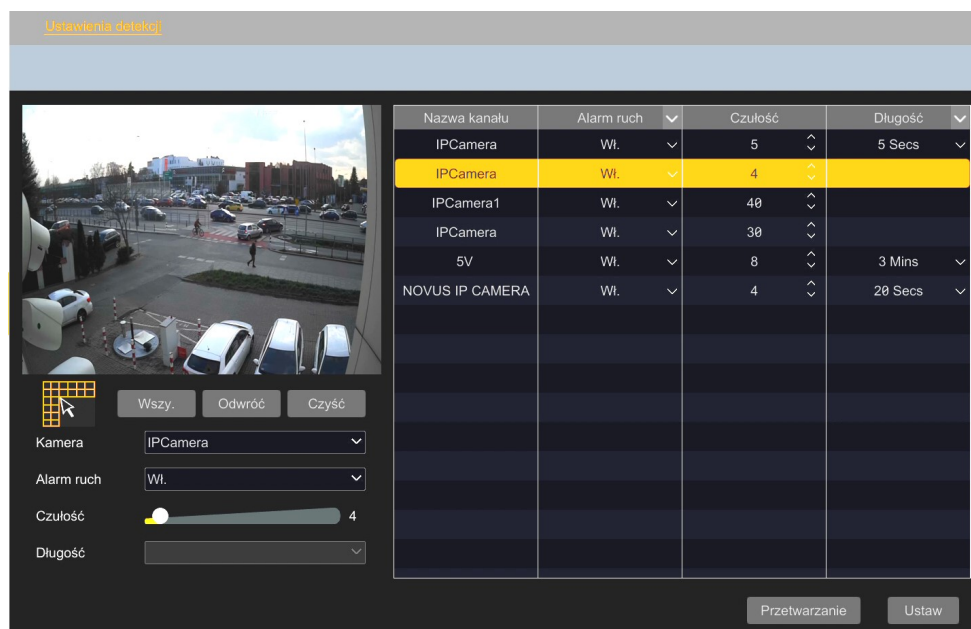 Ustawienia detekcji
Nazwa kanału Alarm ruch Czułość Długość
IPCamera Wł. 5 5 Secs
IPCamera Wł. 4
IPCamera1 Wł. 40
IPCamera Wł. 30
5V Wł. 8 3 Mins
NOVUS IP CAMERA Wł. 4 20 Secs
Wszy. Odwróć Czyść
Kamera IPCamera
Alarm ruch Wł.
Czułość 4
Długość
Przetwarzanie Ustaw